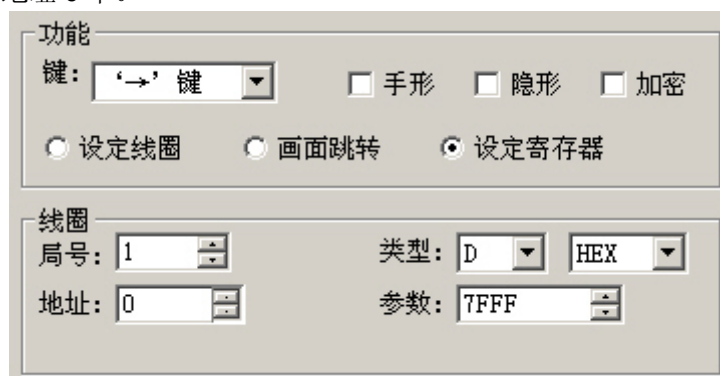 功能
键: ‘→’ 键 手形 隐形 加密
设定线圈 画面跳转 设定寄存器
线圈
局号: 1 类型: D HEX
地址: 0 参数: 7FFF